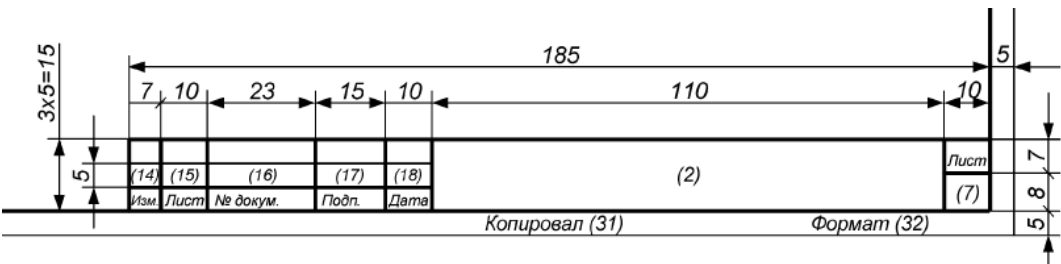 185
5
3x5=15
7 10 23 15 10 110 10
5
(14) (15) (16) (17) (18) (2) Лист 7
Изм. Лист № докум. Подп. Дата (7) 8
Копировал (31) Формат (32) 5